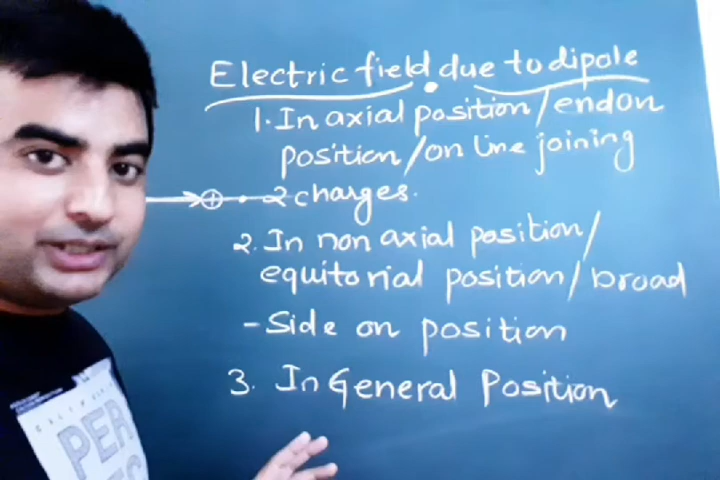 Electric field due to dipole
1. In axial position/endon
position/on line joining
2 charges.
2. In non axial position/
equitorial position/broad
-Side on position
3. In General Position
PER